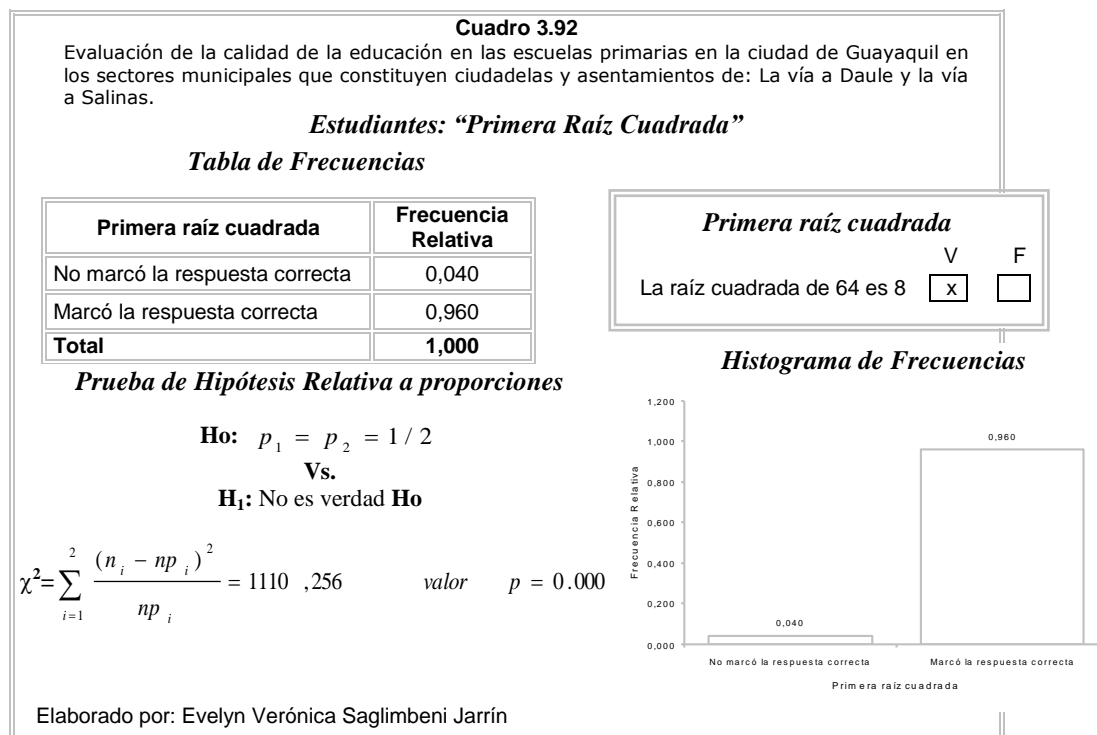 Cuadro 3.92
Evaluación de la calidad de la educación en las escuelas primarias en la ciudad de Guayaquil en
los sectores municipales que constituyen ciudadelas y asentamientos de: La vía a Daule y la vía
a Salinas.
Estudiantes: “Primera Raíz Cuadrada”
Tabla de Frecuencias
Primera raíz cuadrada Frecuencia Relativa
No marcó la respuesta correcta 0,040
Marcó la respuesta correcta 0,960
Total 1,000
Primera raíz cuadrada
V F
La raíz cuadrada de 64 es 8 x
Prueba de Hipótesis Relativa a proporciones
Ho: p1 = p2 = 1 / 2
Vs.
H1: No es verdad Ho
χ²=∑ i=1 2 (n i − np i)² / np i = 1110 ,256 valor p = 0.000
Histograma de Frecuencias
1,200
1,000
0,800
0,600
0,400
0,200
0,000
Frecuencia Relativa
0,040
0,960
No marcó la respuesta correcta Marcó la respuesta correcta
Primera raíz cuadrada
Elaborado por: Evelyn Verónica Saglimbeni Jarrín